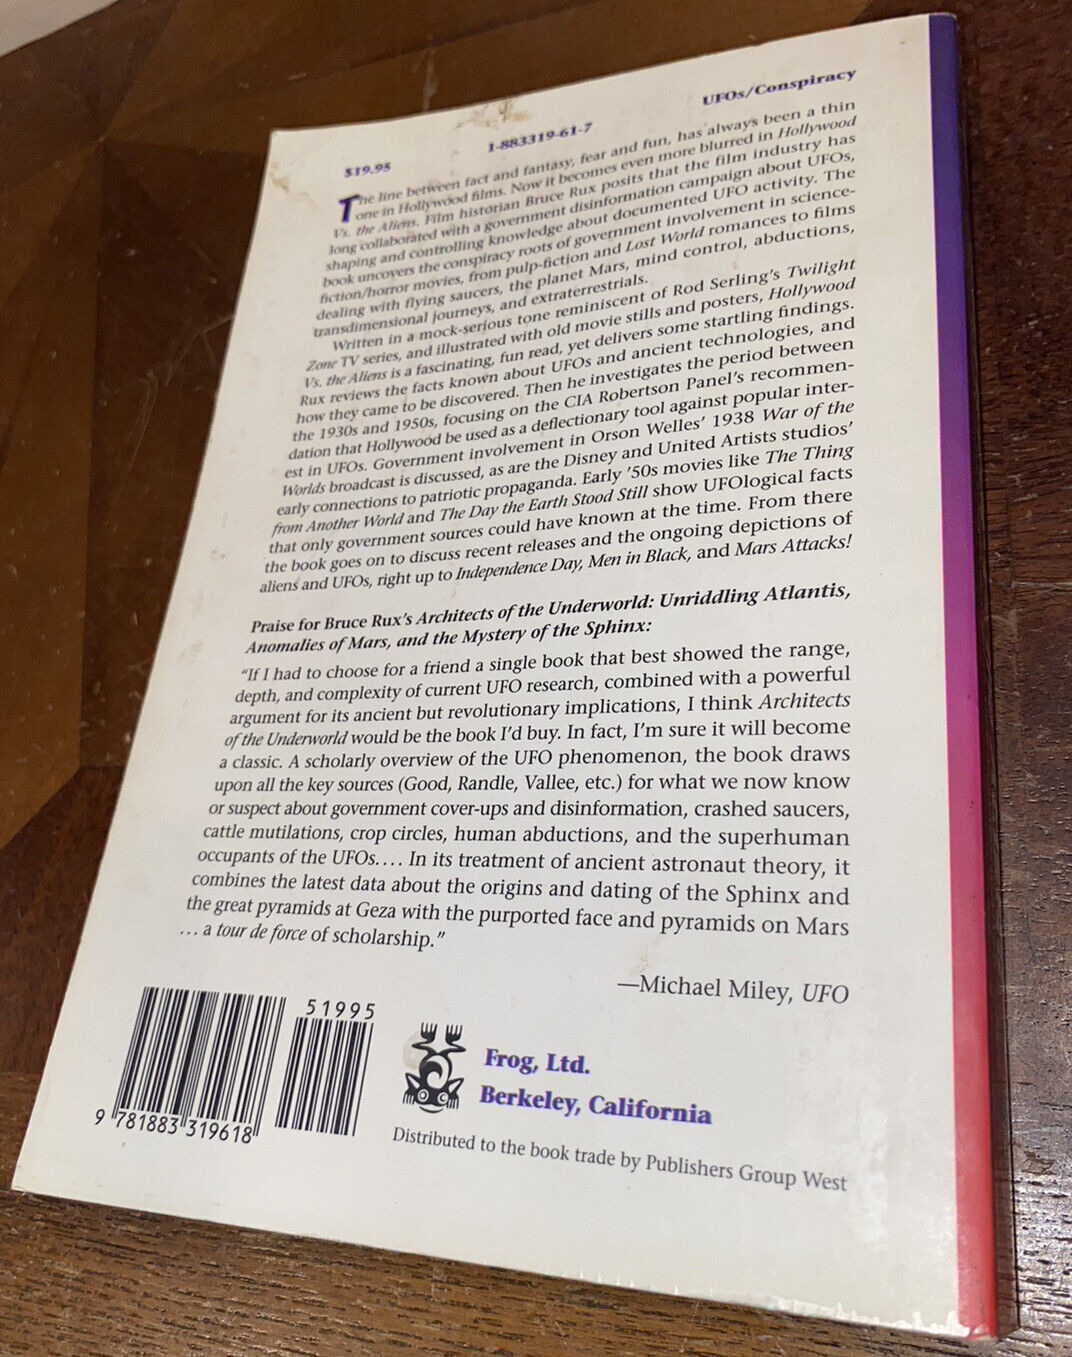 $19.95
1-883319-61-7
UFOs/Conspiracy
The line between fact and fantasy, fear and fun, has always been a thin
one in Hollywood films. Now it becomes even more blurred in Hollywood
Vs. the Aliens. Film historian Bruce Rux posits that the film industry has
long collaborated with a government disinformation campaign about UFOs,
shaping and controlling knowledge about documented UFO activity. The
book uncovers the conspiracy roots of government involvement in science-
fiction/horror movies, from pulp-fiction and Lost World romances to films
dealing with flying saucers, the planet Mars, mind control, abductions,
transdimensional journeys, and extraterrestrials.
Written in a mock-serious tone reminiscent of Rod Serling's Twilight
Zone TV series, and illustrated with old movie stills and posters, Hollywood
Vs. the Aliens is a fascinating, fun read, yet delivers some startling findings.
Rux reviews the facts known about UFOs and ancient technologies, and
how they came to be discovered. Then he investigates the period between
the 1930s and 1950s, focusing on the CIA Robertson Panel's recommen-
dation that Hollywood be used as a deflectionary tool against popular inter-
est in UFOs. Government involvement in Orson Welles' 1938 War of the
Worlds broadcast is discussed, as are the Disney and United Artists studios'
early connections to patriotic propaganda. Early '50s movies like The Thing
from Another World and The Day the Earth Stood Still show UFOlogical facts
that only government sources could have known at the time. From there
the book goes on to discuss recent releases and the ongoing depictions of
aliens and UFOs, right up to Independence Day, Men in Black, and Mars Attacks!
Praise for Bruce Rux's Architects of the Underworld: Unriddling Atlantis,
Anomalies of Mars, and the Mystery of the Sphinx:
"If I had to choose for a friend a single book that best showed the range,
depth, and complexity of current UFO research, combined with a powerful
argument for its ancient but revolutionary implications, I think Architects
of the Underworld would be the book I'd buy. In fact, I'm sure it will become
a classic. A scholarly overview of the UFO phenomenon, the book draws
upon all the key sources (Good, Randle, Vallee, etc.) for what we now know
or suspect about government cover-ups and disinformation, crashed saucers,
cattle mutilations, crop circles, human abductions, and the superhuman
occupants of the UFOs.... In its treatment of ancient astronaut theory, it
combines the latest data about the origins and dating of the Sphinx and
the great pyramids at Geza with the purported face and pyramids on Mars
... a tour de force of scholarship."
—Michael Miley, UFO
51995
9 781883 319618
Frog, Ltd.
Berkeley, California
Distributed to the book trade by Publishers Group West